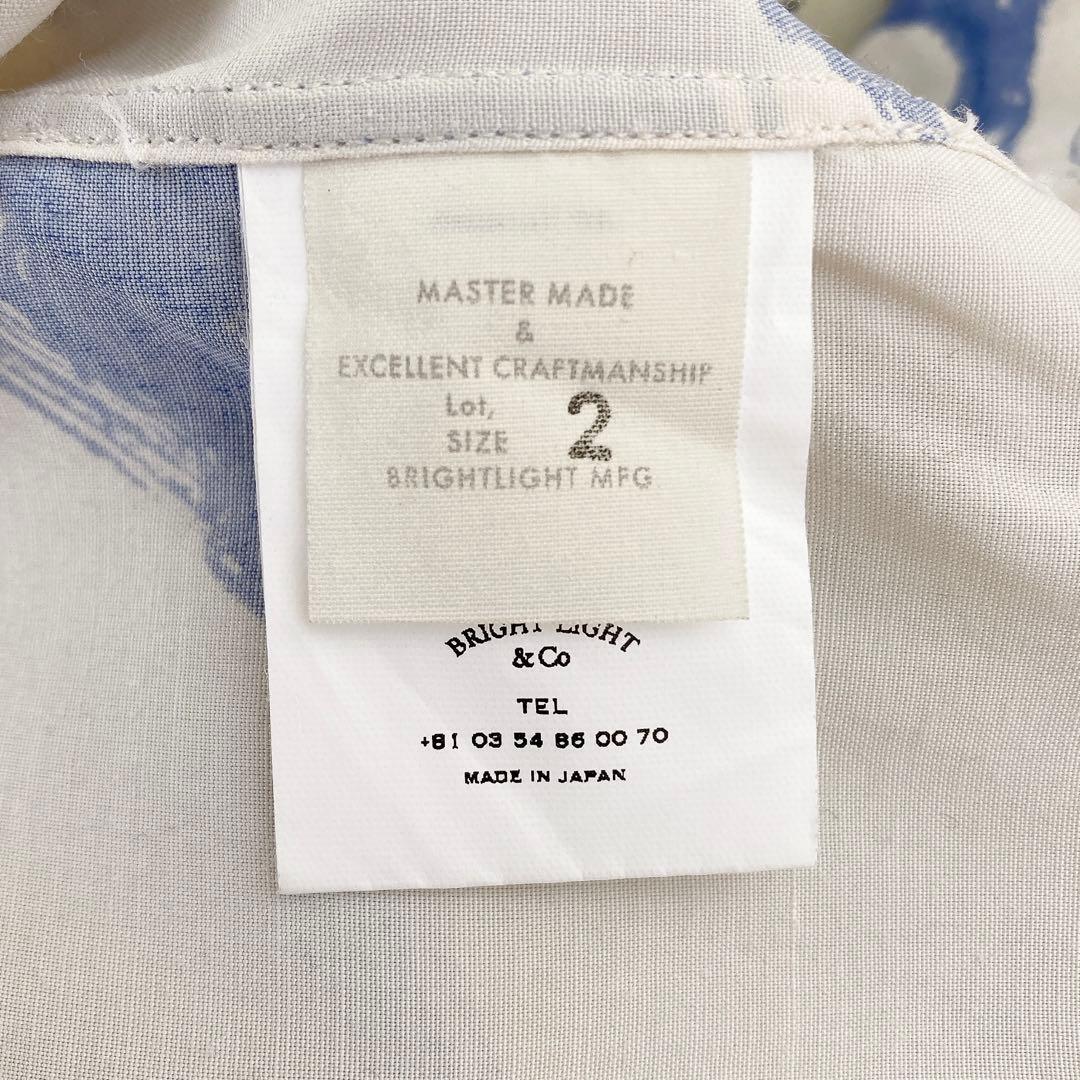 MASTER MADE
&
EXCELLENT CRAFTMANSHIP
Lot,
SIZE 2
BRIGHTLIGHT MFG
BRIGHT LIGHT
& Co
TEL
+81 03 54 86 00 70
MADE IN JAPAN